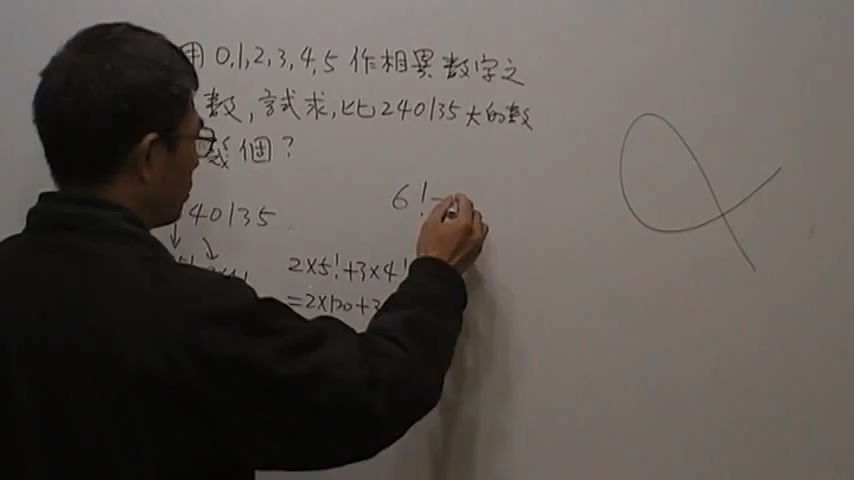 用 0,1,2,3,4,5 作相異數字之
數,試求,比240135大的數
幾個?
6!-
40135
2×5!+3×4!
=2×120+3